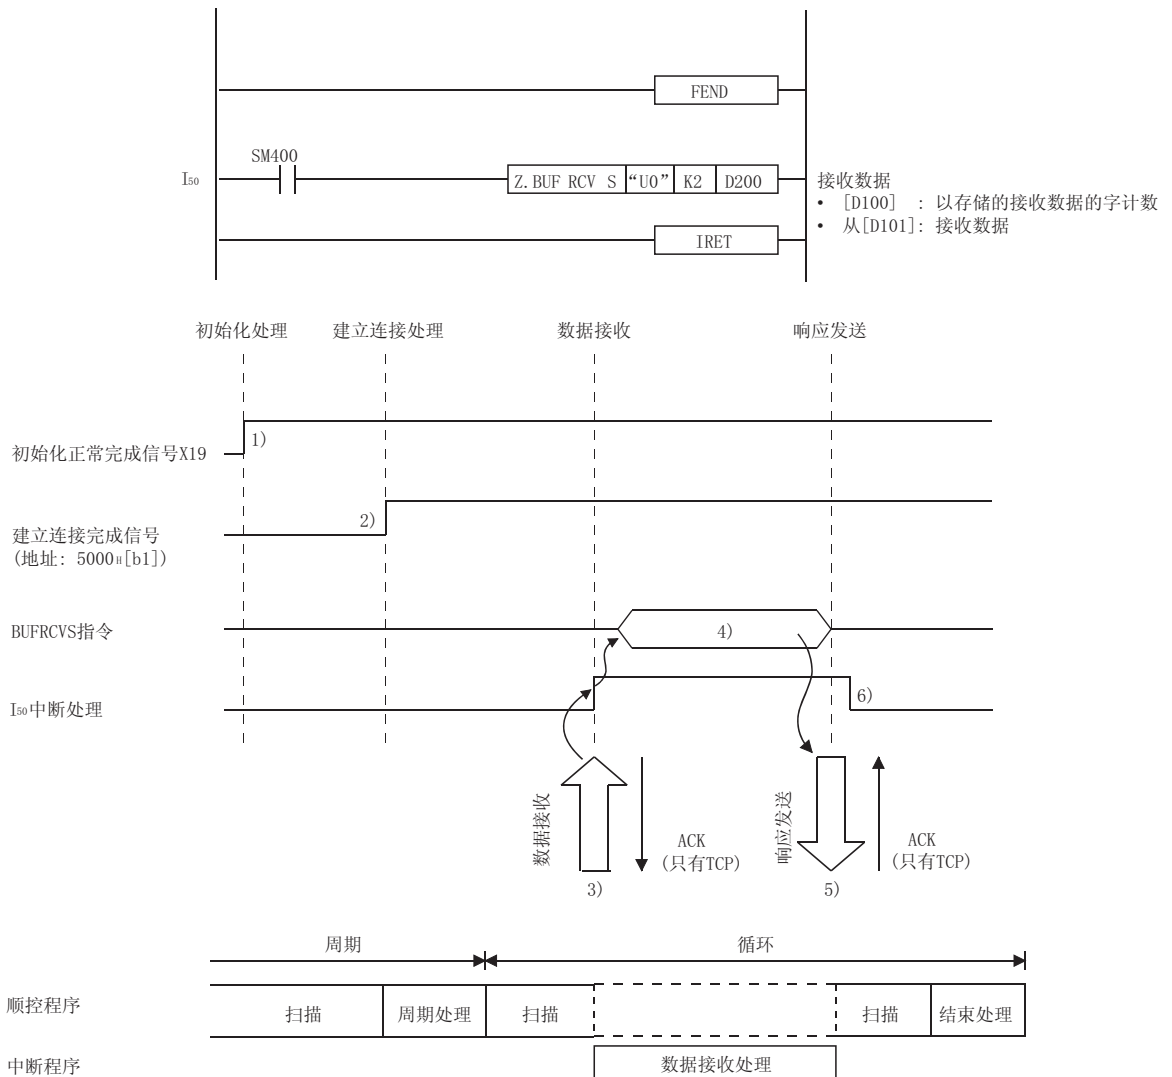 FEND
SM400
I50
Z.BUF RCV S "U0" K2 D200
IRET
接收数据
• [D100] : 以存储的接收数据的字计数
• 从[D101]: 接收数据
初始化处理 建立连接处理 数据接收 响应发送
初始化正常完成信号X19
1)
建立连接完成信号
(地址: 5000H[b1])
2)
BUFRCVS指令
4)
I50中断处理
6)
数据接收
ACK
(只有TCP)
3)
响应发送
ACK
(只有TCP)
5)
周期 循环
顺控程序
扫描 周期处理 扫描 扫描 结束处理
中断程序
数据接收处理